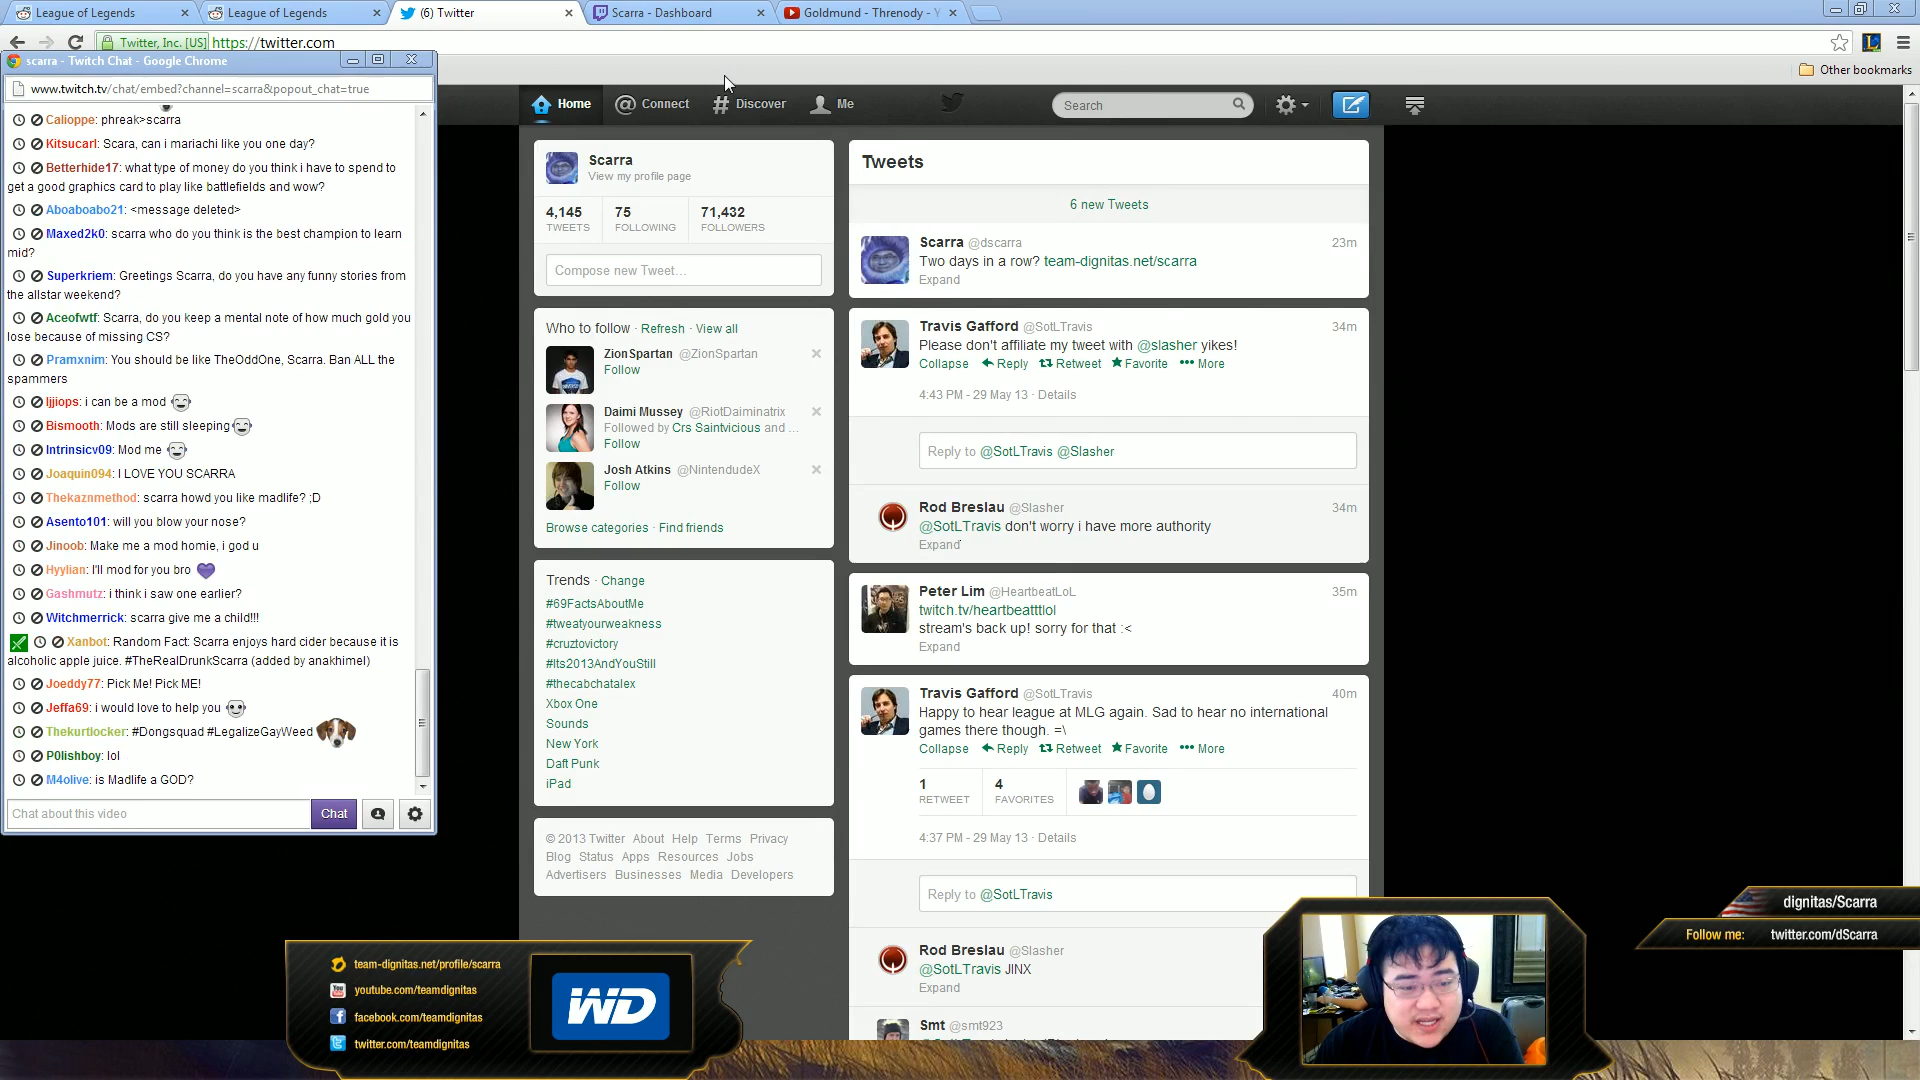 League of Legends
League of Legends
(6) Twitter
Scarra - Dashboard
Goldmund - Threnody -
Twitter, Inc. [US] https://twitter.com
Other bookmarks
scarra - Twitch Chat - Google Chrome
www.twitch.tv/chat/embed?channel=scarra&popout_chat=true
Calioppe: phreak>scarra
Kitsucarl: Scara, can i mariachi like you one day?
Betterhide17: what type of money do you think i have to spend to
get a good graphics card to play like battlefields and wow?
Aboaboabo21: <message deleted>
Maxed2k0: scarra who do you think is the best champion to learn
mid?
Superkriem: Greetings Scarra, do you have any funny stories from
the allstar weekend?
Aceofwtf: Scarra, do you keep a mental note of how much gold you
lose because of missing CS?
Pramxnim: You should be like TheOddOne, Scarra. Ban ALL the
spammers
Ijjiops: i can be a mod
Bismooth: Mods are still sleeping
Intrinsicv09: Mod me
Joaquin094: I LOVE YOU SCARRA
Thekaznmethod: scarra howd you like madlife? ;D
Asento101: will you blow your nose?
Jinoob: Make me a mod homie, i god u
Hyylian: I'll mod for you bro
Gashmutz: i think i saw one earlier?
Witchmerrick: scarra give me a child!!!
Xanbot: Random Fact: Scarra enjoys hard cider because it is
alcoholic apple juice. #TheRealDrunkScarra (added by anakhimel)
Joeddy77: Pick Me! Pick ME!
Jeffa69: i would love to help you
Thekurtlocker: #Dongsquad #LegalizeGayWeed
P0lishboy: lol
M4olive: is Madlife a GOD?
Chat about this video
Chat
Home
Connect
Discover
Me
Search
Scarra
View my profile page
4,145
TWEETS
75
FOLLOWING
71,432
FOLLOWERS
Compose new Tweet...
Who to follow · Refresh · View all
ZionSpartan @ZionSpartan
Follow
Daimi Mussey @RiotDaiminatrix
Followed by Crs Saintvicious and ...
Follow
Josh Atkins @NintendudeX
Follow
Browse categories · Find friends
Trends · Change
#69FactsAboutMe
#tweatyourweakness
#cruztovictory
#Its2013AndYouStill
#thecabchatalex
Xbox One
Sounds
New York
Daft Punk
iPad
© 2013 Twitter About Help Terms Privacy
Blog Status Apps Resources Jobs
Advertisers Businesses Media Developers
Tweets
6 new Tweets
Scarra @dscarra 23m
Two days in a row? team-dignitas.net/scarra
Expand
Travis Gafford @SotLTravis 34m
Please don't affiliate my tweet with @slasher yikes!
Collapse Reply Retweet Favorite More
4:43 PM - 29 May 13 · Details
Reply to @SotLTravis @Slasher
Rod Breslau @Slasher 34m
@SotLTravis don't worry i have more authority
Expand
Peter Lim @HeartbeatLoL 35m
twitch.tv/heartbeatttlol
stream's back up! sorry for that :<
Expand
Travis Gafford @SotLTravis 40m
Happy to hear league at MLG again. Sad to hear no international
games there though. =\
Collapse Reply Retweet Favorite More
1
RETWEET
4
FAVORITES
4:37 PM - 29 May 13 · Details
Reply to @SotLTravis
Rod Breslau @Slasher
@SotLTravis JINX
Expand
Smt @smt923
team-dignitas.net/profile/scarra
youtube.com/teamdignitas
facebook.com/teamdignitas
twitter.com/teamdignitas
WD
dignitas/Scarra
Follow me: twitter.com/dScarra